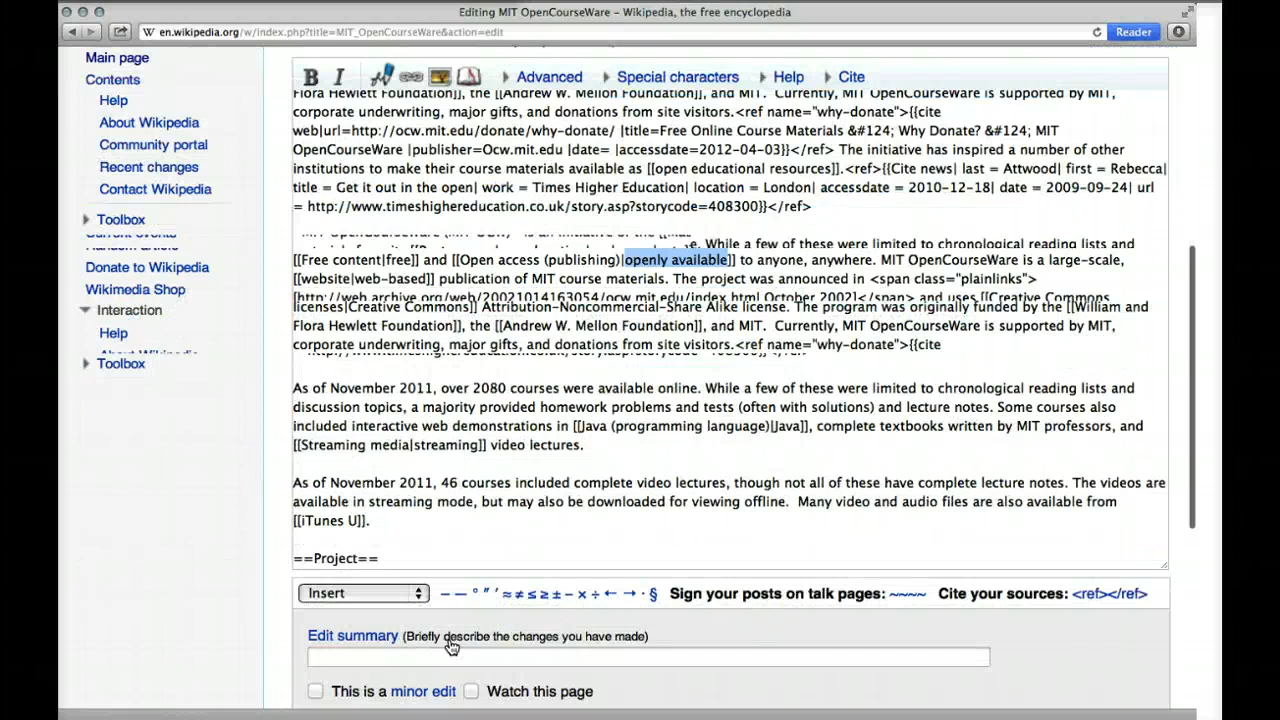 Editing MIT OpenCourseWare – Wikipedia, the free encyclopedia
W en.wikipedia.org/w/index.php?title=MIT_OpenCourseWare&action=edit
Reader
Main page
Contents
Help
About Wikipedia
Community portal
Recent changes
Contact Wikipedia
Toolbox
Current events
Random article
Donate to Wikipedia
Wikimedia Shop
Interaction
Help
About Wikipedia
Toolbox
B I Advanced Special characters Help Cite
Flora Hewlett Foundation]], the [[Andrew W. Mellon Foundation]], and MIT.  Currently, MIT OpenCourseWare is supported by MIT,
corporate underwriting, major gifts, and donations from site visitors.<ref name="why-donate">{{cite
web|url=http://ocw.mit.edu/donate/why-donate/ |title=Free Online Course Materials &#124; Why Donate? &#124; MIT
OpenCourseWare |publisher=Ocw.mit.edu |date= |accessdate=2012-04-03}}</ref> The initiative has inspired a number of other
institutions to make their course materials available as [[open educational resources]].<ref>{{Cite news| last = Attwood| first = Rebecca|
title = Get it out in the open| work = Times Higher Education| location = London| accessdate = 2010-12-18| date = 2009-09-24| url
= http://www.timeshighereducation.co.uk/story.asp?storycode=408300}}</ref>
MIT OpenCourseWare (MIT OCW) is an initiative of the [[Mas
e. While a few of these were limited to chronological reading lists and
[[Free content|free]] and [[Open access (publishing)|openly available]] to anyone, anywhere.  MIT OpenCourseWare is a large-scale,
[[website|web-based]] publication of MIT course materials. The project was announced in <span class="plainlinks">
[http://web.archive.org/web/20021014163054/ocw.mit.edu/index.html October 2002]</span> and uses [[Creative Commons
licenses|Creative Commons]] Attribution-Noncommercial-Share Alike license. The program was originally funded by the [[William and
Flora Hewlett Foundation]], the [[Andrew W. Mellon Foundation]], and MIT.  Currently, MIT OpenCourseWare is supported by MIT,
corporate underwriting, major gifts, and donations from site visitors.<ref name="why-donate">{{cite
As of November 2011, over 2080 courses were available online. While a few of these were limited to chronological reading lists and
discussion topics, a majority provided homework problems and tests (often with solutions) and lecture notes. Some courses also
included interactive web demonstrations in [[Java (programming language)|Java]], complete textbooks written by MIT professors, and
[[Streaming media|streaming]] video lectures.
As of November 2011, 46 courses included complete video lectures, though not all of these have complete lecture notes. The videos are
available in streaming mode, but may also be downloaded for viewing offline.  Many video and audio files are also available from
[[iTunes U]].
==Project==
Insert – — ° ″ ′ ≈ ≠ ≤ ≥ ± − × ÷ ← → · § Sign your posts on talk pages: ~~~~ Cite your sources: <ref></ref>
Edit summary (Briefly describe the changes you have made)
This is a minor edit Watch this page